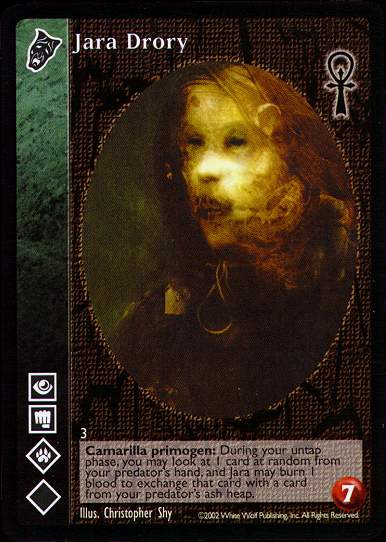 Jara Drory
3
Camarilla primogen: During your untap
phase, you may look at 1 card at random from
your predator's hand, and Jara may burn 1
blood to exchange that card with a card
from your predator's ash heap.
7
Illus. Christopher Shy
©2002 White Wolf Publishing, Inc. All Rights Reserved.